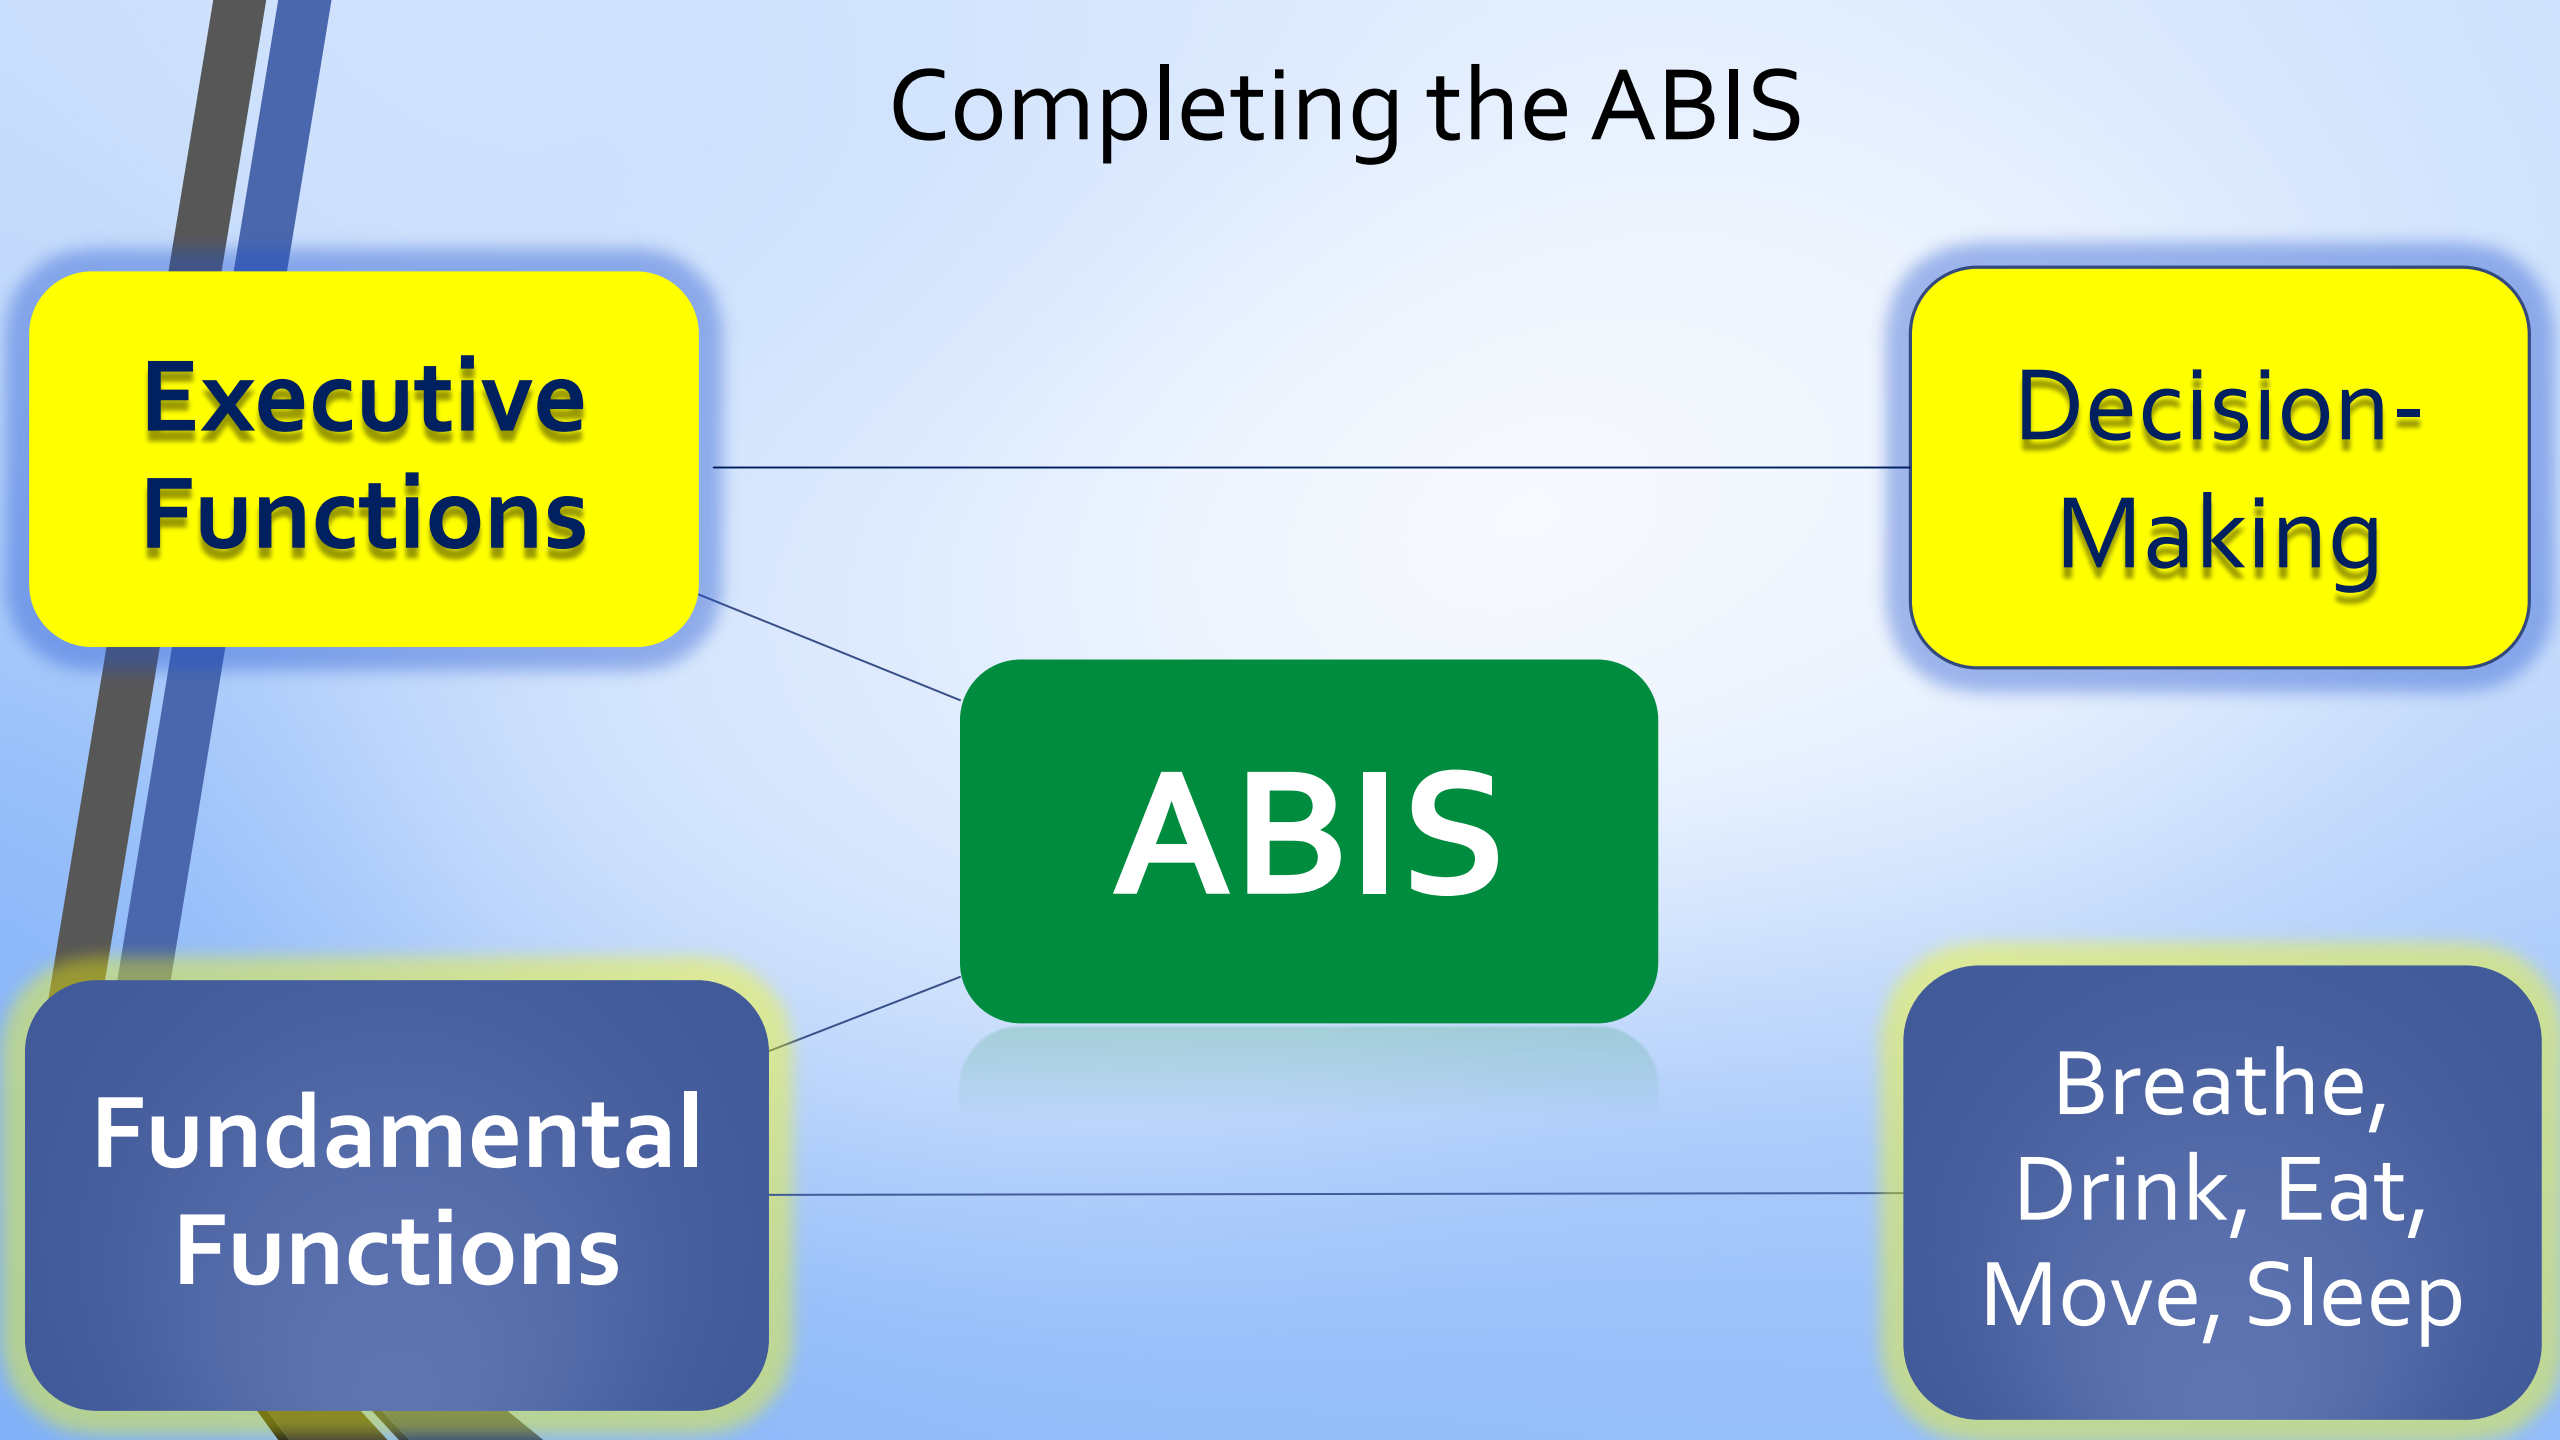 Completing the ABIS
Executive
Functions
Decision-
Making
ABIS
Fundamental
Functions
Breathe,
Drink, Eat,
Move, Sleep